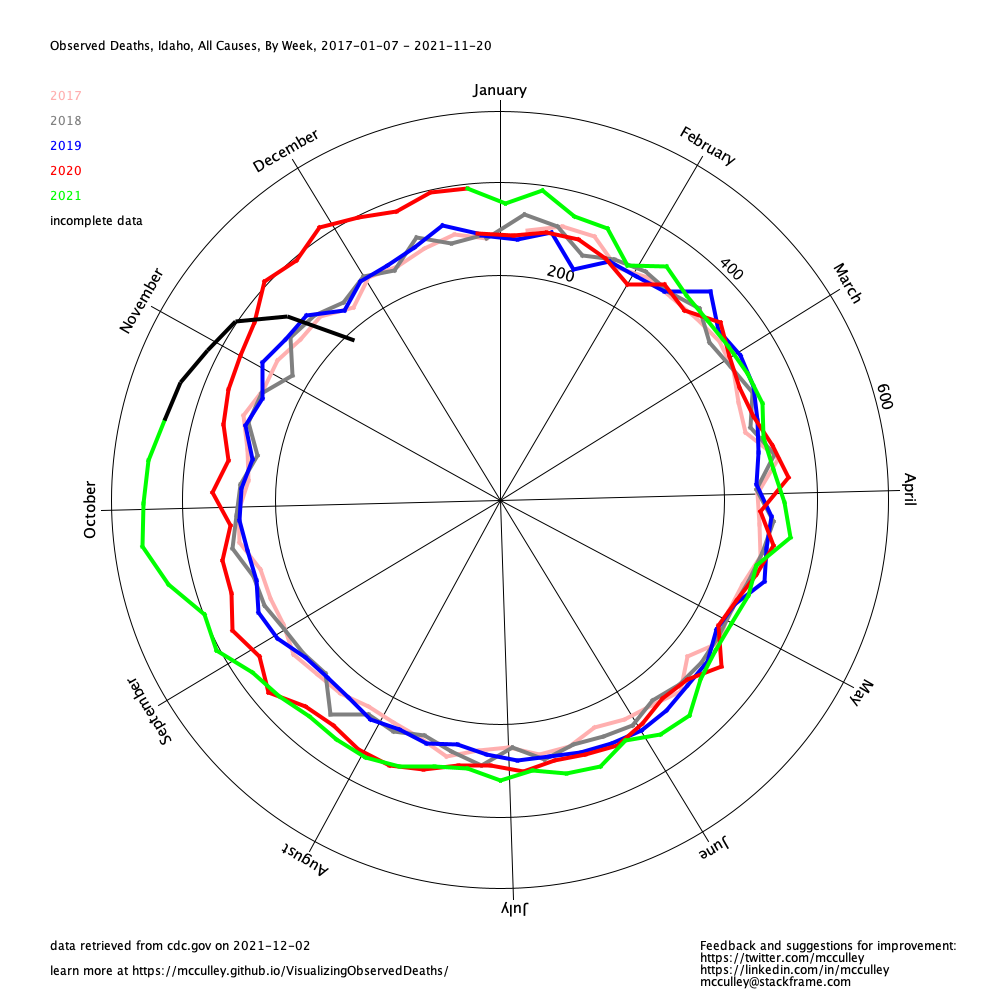 Observed Deaths, Idaho, All Causes, By Week, 2017-01-07 - 2021-11-20
2017
2018
2019
2020
2021
incomplete data
January
February
March
April
May
June
July
August
September
October
November
December
200
400
600
data retrieved from cdc.gov on 2021-12-02
learn more at https://mcculley.github.io/VisualizingObservedDeaths/
Feedback and suggestions for improvement:
https://twitter.com/mcculley
https://linkedin.com/in/mcculley
mcculley@stackframe.com